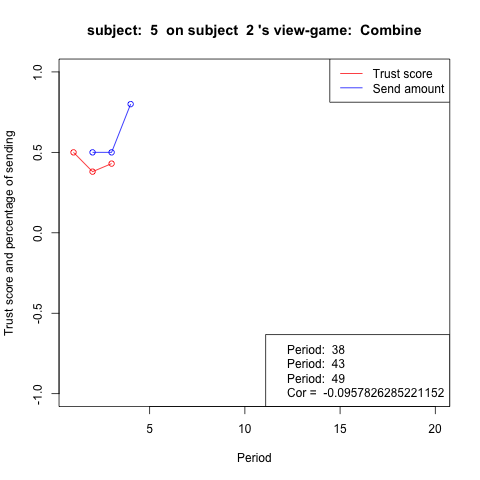 subject:  5  on subject  2 's view-game:  Combine
Trust score
Send amount
1.0
0.5
0.0
-0.5
-1.0
Trust score and percentage of sending
Period:  38
Period:  43
Period:  49
Cor =  -0.0957826285221152
5
10
15
20
Period